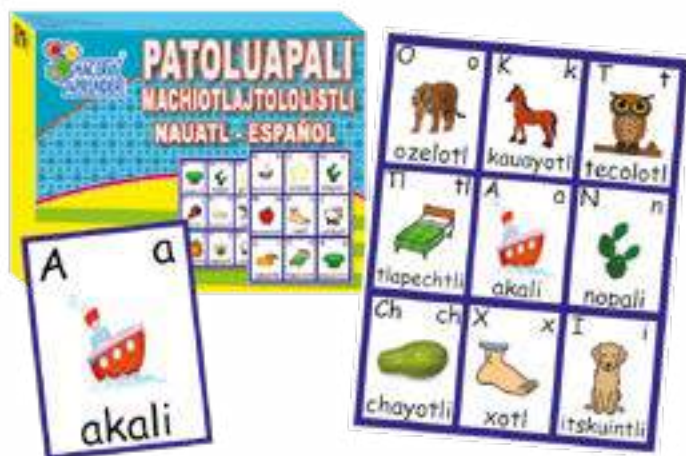 PATOLUAPALI
MACHIOTLAJTOLOLISTLI
NAUATL - ESPAÑOL
A a
akali
O o
ozelotl
K k
kauayotl
T t
tecolotl
Tl tl
tlapechtli
A a
akali
N n
nopali
Ch ch
chayotli
X x
xotl
I i
itskuintli